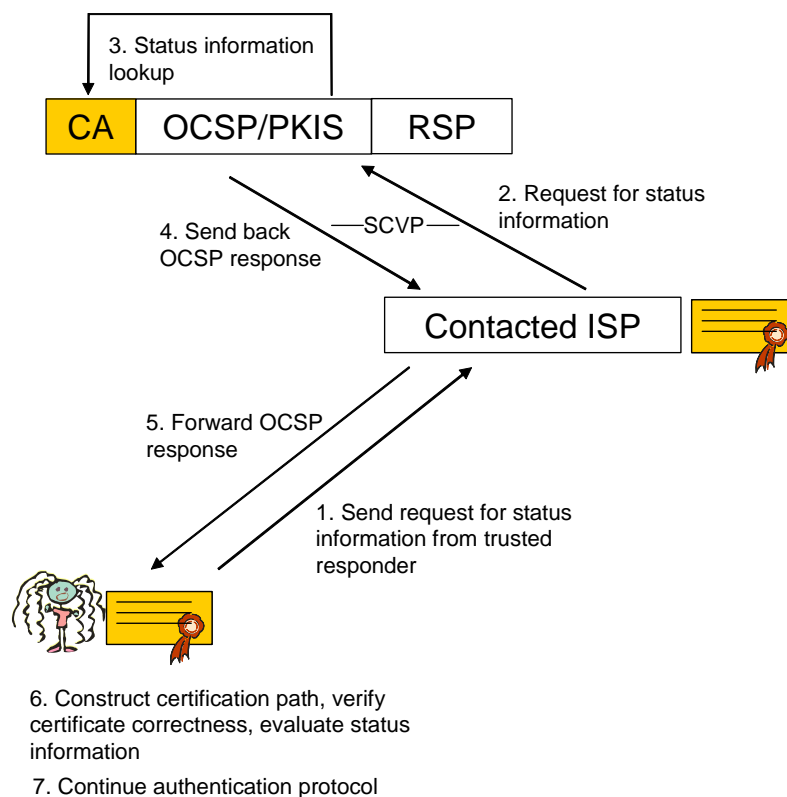 3. Status information
lookup
CA
OCSP/PKIS
RSP
2. Request for status
information
SCVP
4. Send back
OCSP response
Contacted ISP
5. Forward OCSP
response
1. Send request for status
information from trusted
responder
6. Construct certification path, verify
certificate correctness, evaluate status
information
7. Continue authentication protocol